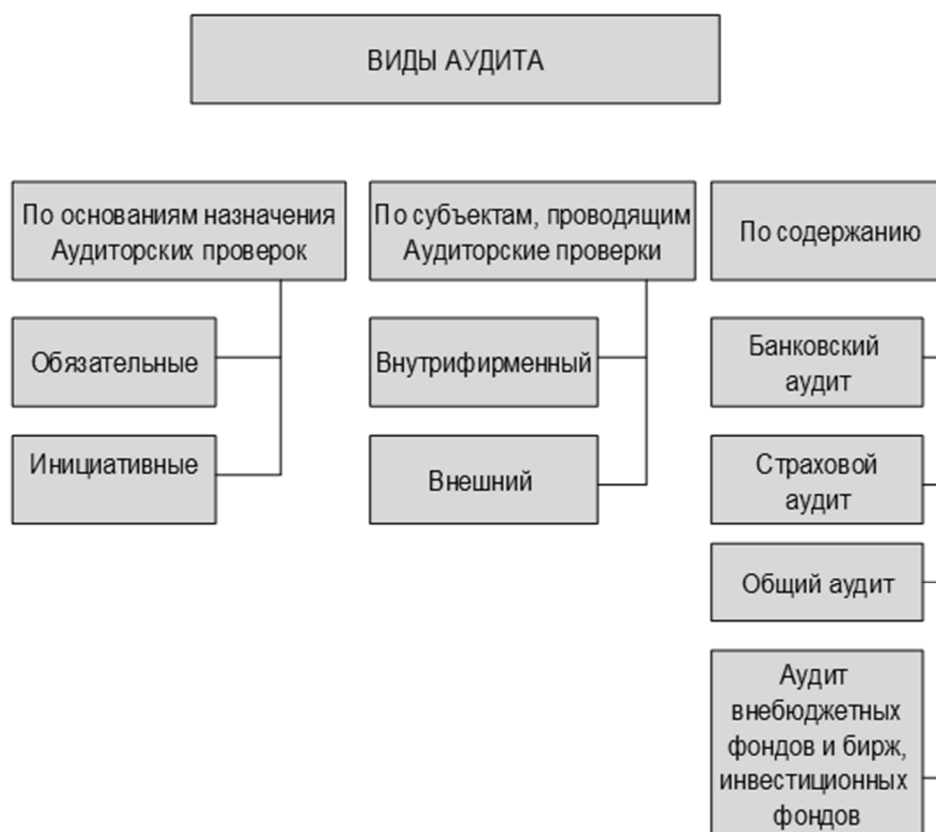 ВИДЫ АУДИТА
По основаниям назначения
Аудиторских проверок
Обязательные
Инициативные
По субъектам, проводящим
Аудиторские проверки
Внутрифирменный
Внешний
По содержанию
Банковский
аудит
Страховой
аудит
Общий аудит
Аудит
внебюджетных
фондов и бирж,
инвестиционных
фондов